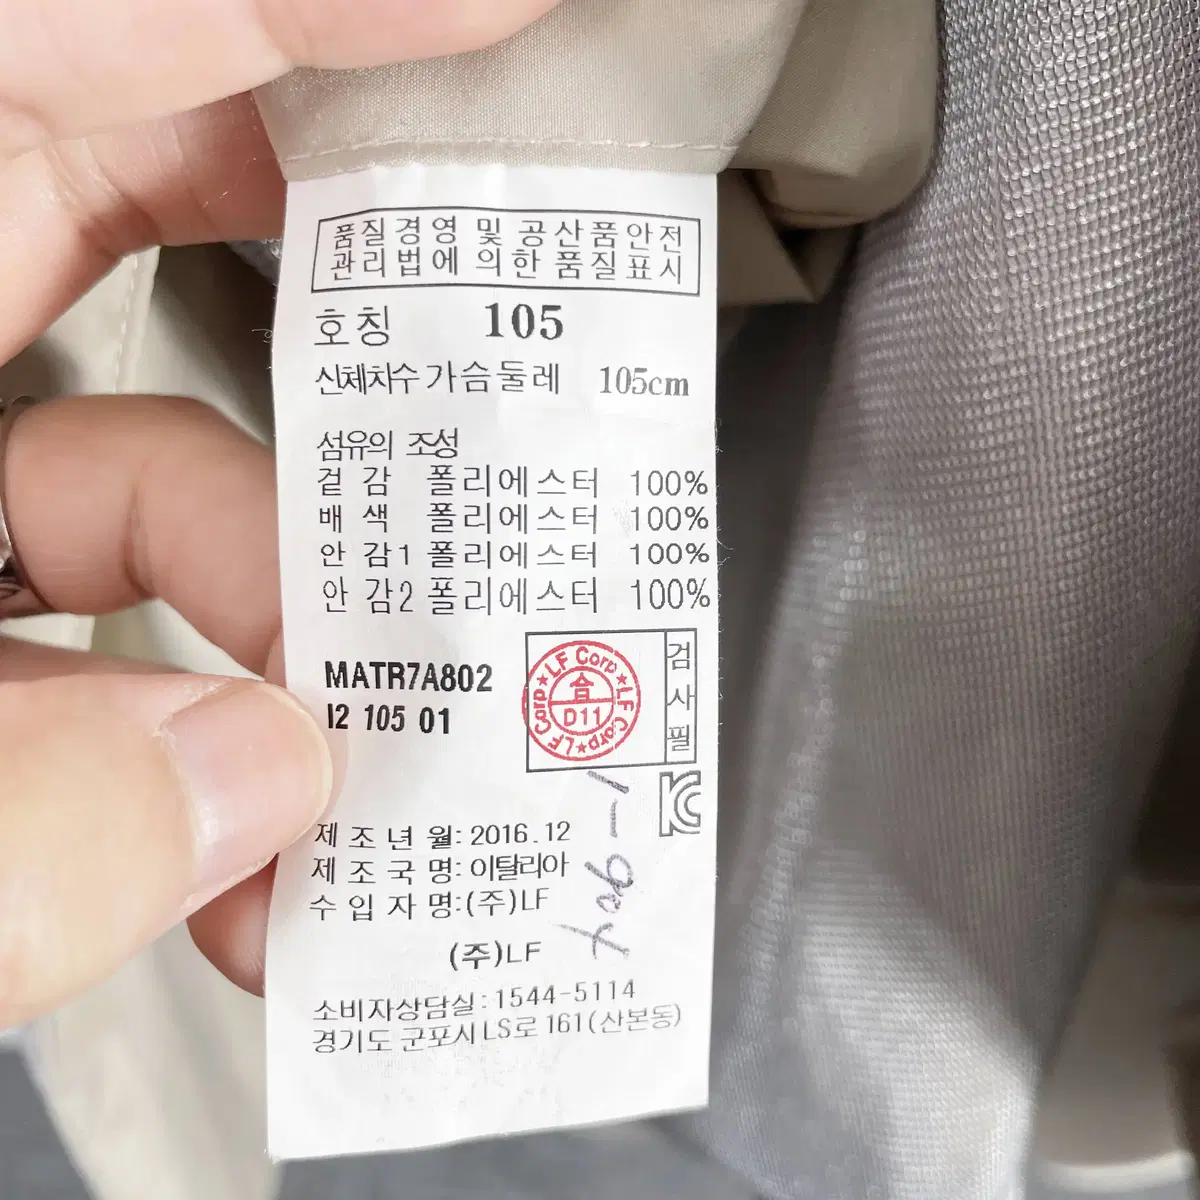 품질경영 및 공산품안전
관리법에 의한 품질표시
호칭 105
신체치수 가슴둘레 105cm
섬유의 조성
겉 감 폴리에스터 100%
배 색 폴리에스터 100%
안 감1 폴리에스터 100%
안 감2 폴리에스터 100%
MATR7A802
I2 105 01
LF Corp★LF Corp★LF Corp★
合
D11
검사필
제 조 년 월: 2016.12
제 조 국 명: 이탈리아
수 입 자 명:(주)LF
(주)LF
소비자상담실:1544-5114
경기도 군포시 LS로 161(산본동)